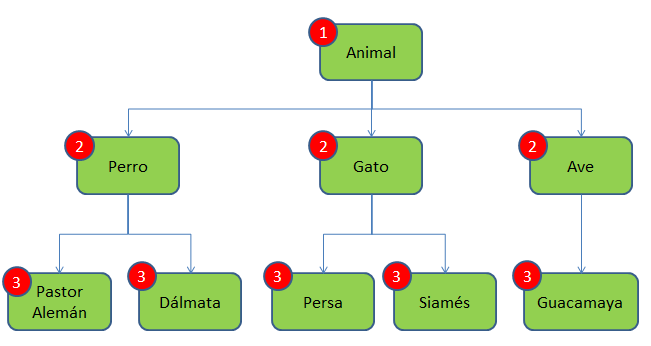 1
Animal
2
Perro
2
Gato
2
Ave
3
Pastor
Alemán
3
Dálmata
3
Persa
3
Siamés
3
Guacamaya